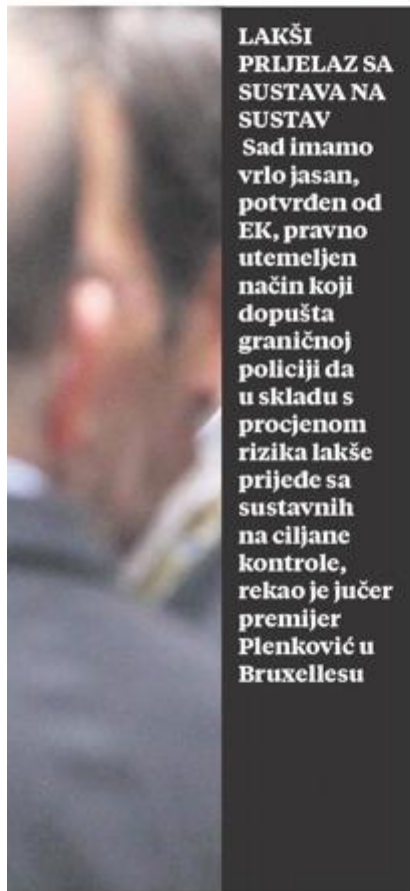 LAKŠI
PRIJELAZ SA
SUSTAVA NA
SUSTAV
Sad imamo
vrlo jasan,
potvrđen od
EK, pravno
utemeljen
način koji
dopušta
graničnoj
policiji da
u skladu s
procjenom
rizika lakše
prijeđe sa
sustavnih
na ciljane
kontrole,
rekao je jučer
premijer
Plenković u
Bruxellesu